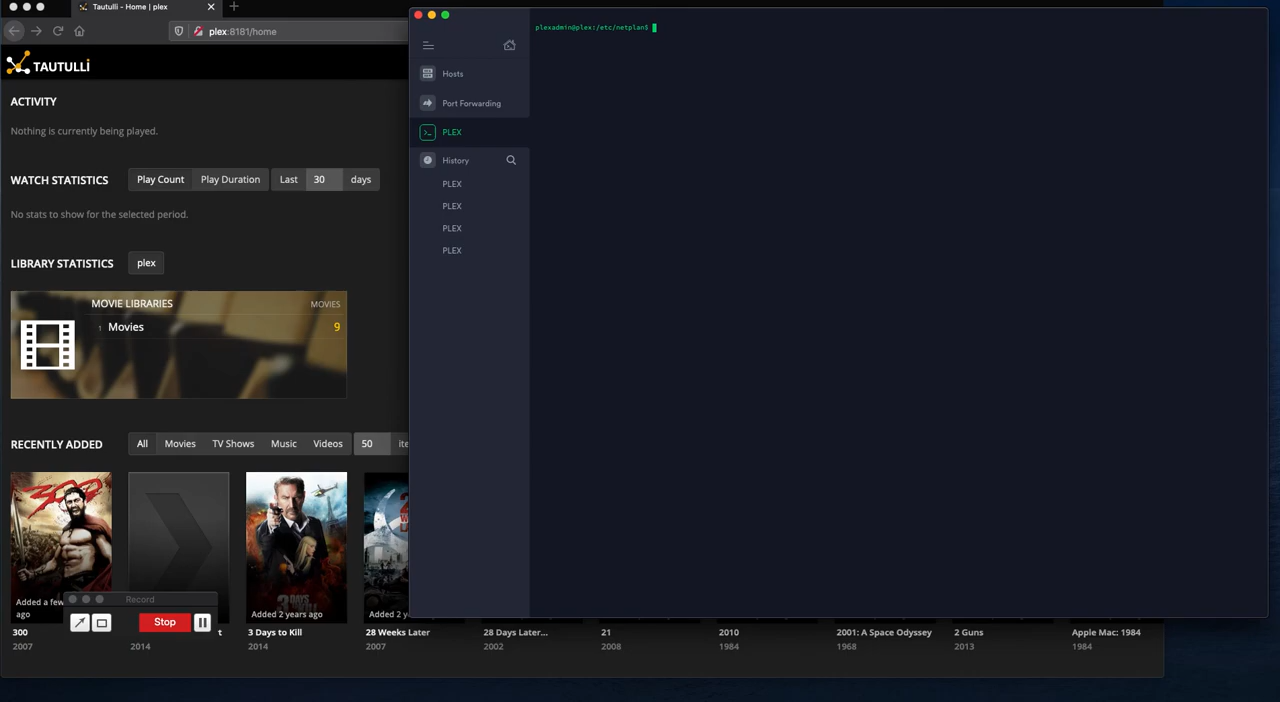 Tautulli - Home | plex
plex:8181/home
TAUTULLi
ACTIVITY
Nothing is currently being played.
WATCH STATISTICS
Play Count
Play Duration
Last
30
days
No stats to show for the selected period.
LIBRARY STATISTICS
plex
MOVIE LIBRARIES
MOVIES
1 Movies
9
RECENTLY ADDED
All
Movies
TV Shows
Music
Videos
50
ite
300
Added a few
ago
Added 2 years ago
Added 2 y
Record
Stop
300
2007
t
2014
3 Days to Kill
2014
28 Weeks Later
2007
28 Days Later...
2002
21
2008
2010
1984
2001: A Space Odyssey
1968
2 Guns
2013
Apple Mac: 1984
1984
Hosts
Port Forwarding
PLEX
History
PLEX
PLEX
PLEX
PLEX
plexadmin@plex:/etc/netplan$